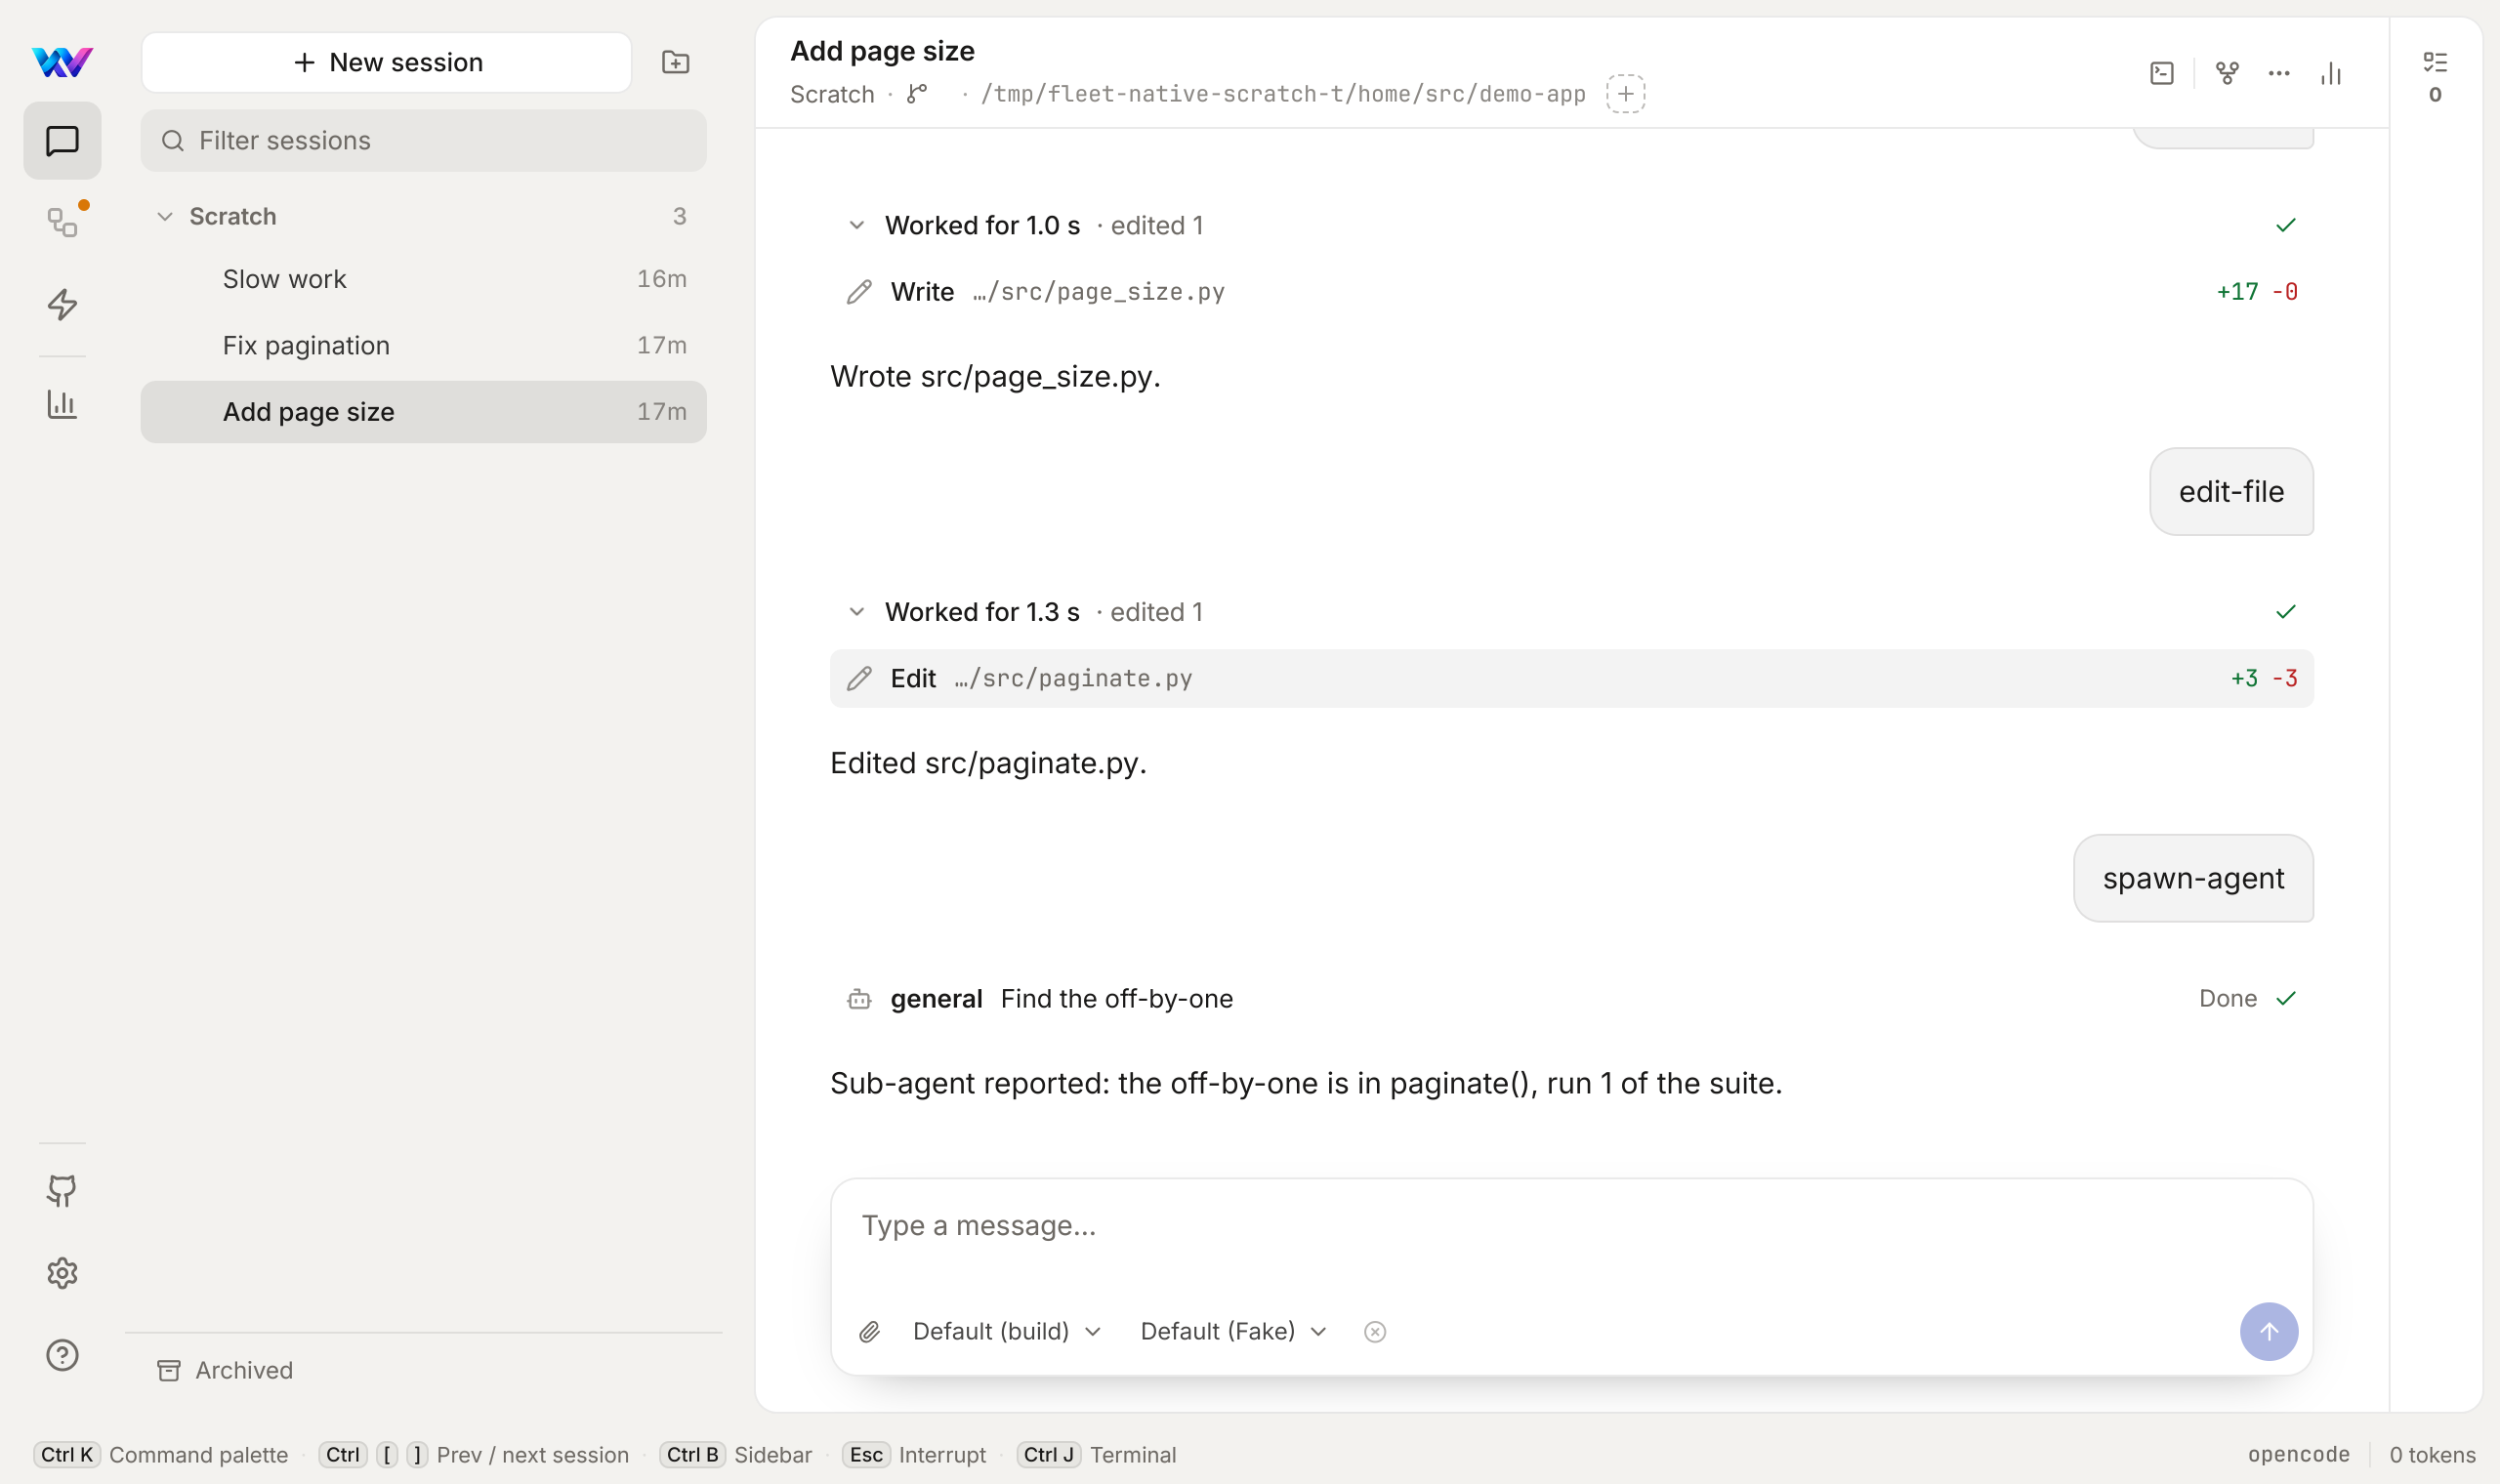 New session
Filter sessions
Scratch 3
Slow work 16m
Fix pagination 17m
Add page size 17m
Archived
Add page size
Scratch · · /tmp/fleet-native-scratch-t/home/src/demo-app
0
Worked for 1.0 s · edited 1
Write …/src/page_size.py +17 -0
Wrote src/page_size.py.
edit-file
Worked for 1.3 s · edited 1
Edit …/src/paginate.py +3 -3
Edited src/paginate.py.
spawn-agent
general Find the off-by-one Done
Sub-agent reported: the off-by-one is in paginate(), run 1 of the suite.
Type a message...
Default (build) Default (Fake)
Ctrl K Command palette · Ctrl [ ] Prev / next session · Ctrl B Sidebar · Esc Interrupt · Ctrl J Terminal opencode 0 tokens